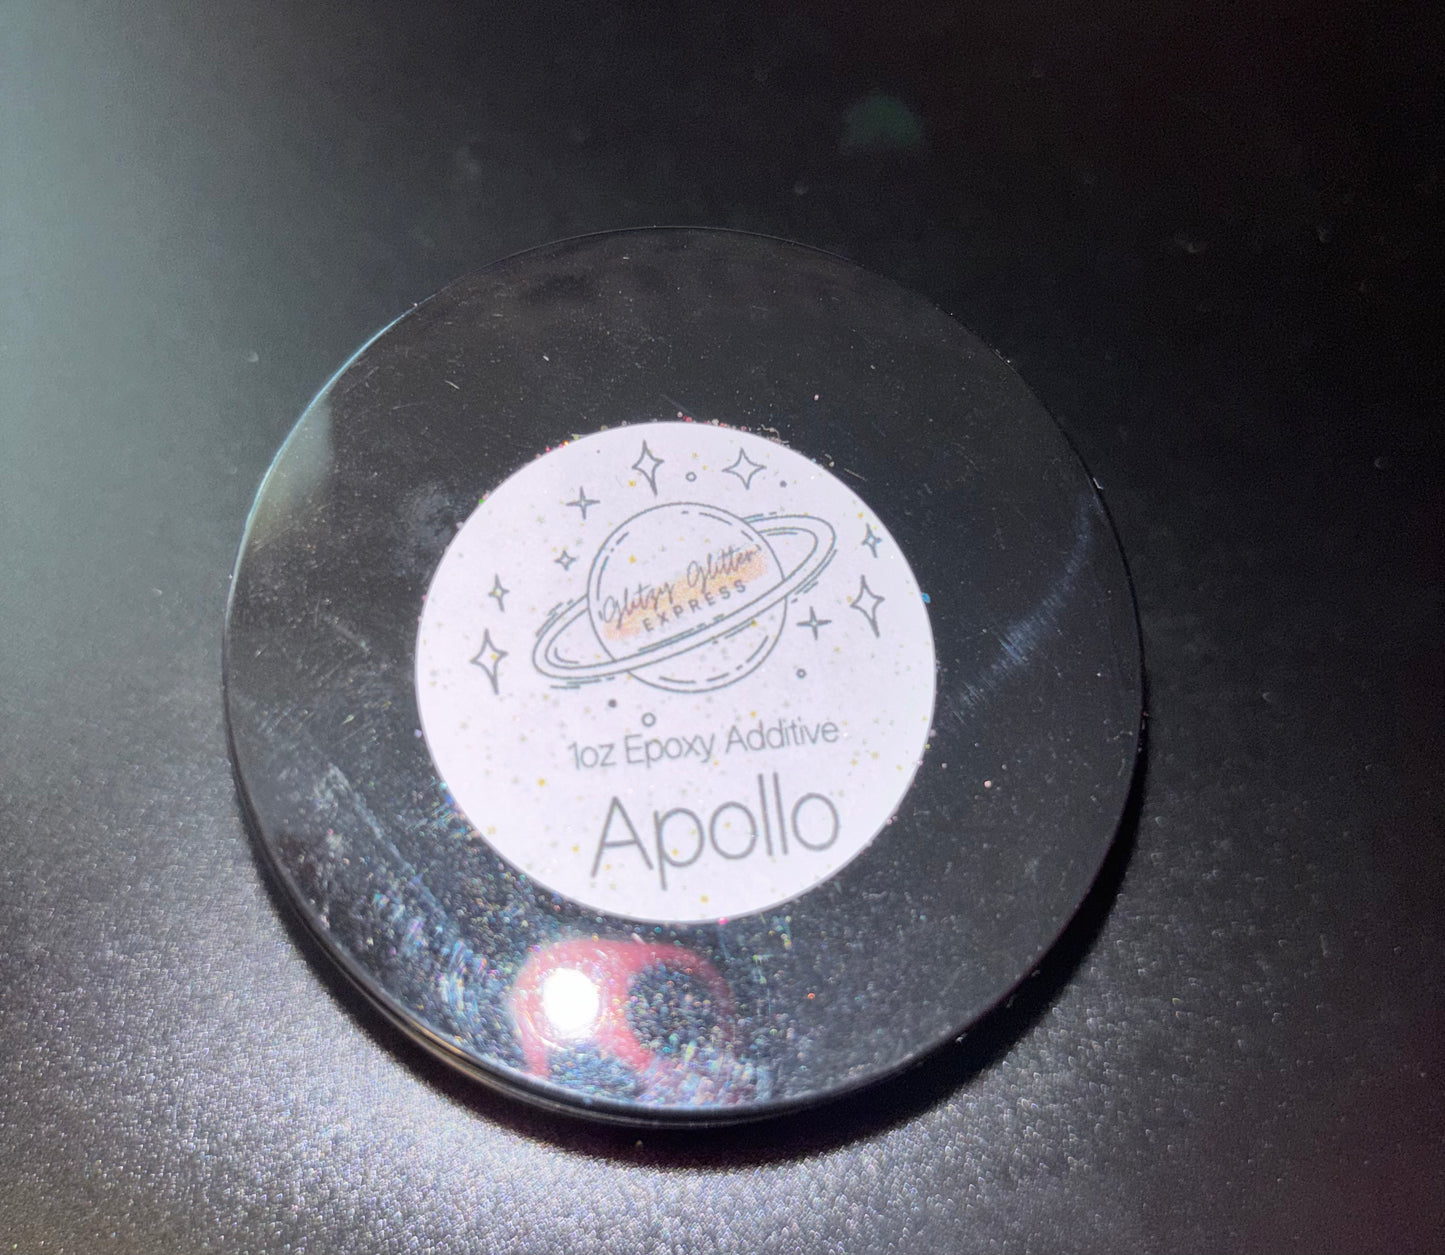 Glitzy Glitter
EXPRESS
1oz Epoxy Additive
Apollo